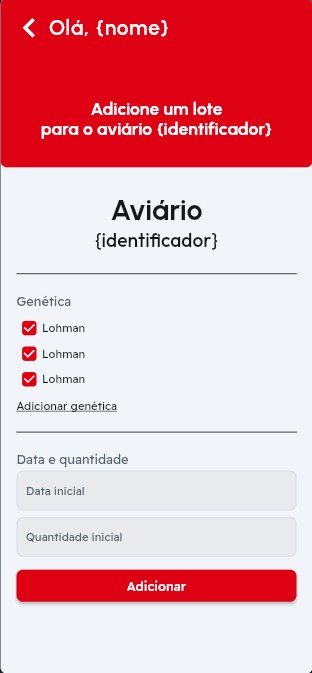 Olá, {nome}
Adicione um lote
para o aviário {identificador}
Aviário
{identificador}
Genética
Lohman
Lohman
Lohman
Adicionar genética
Data e quantidade
Data inicial
Quantidade inicial
Adicionar